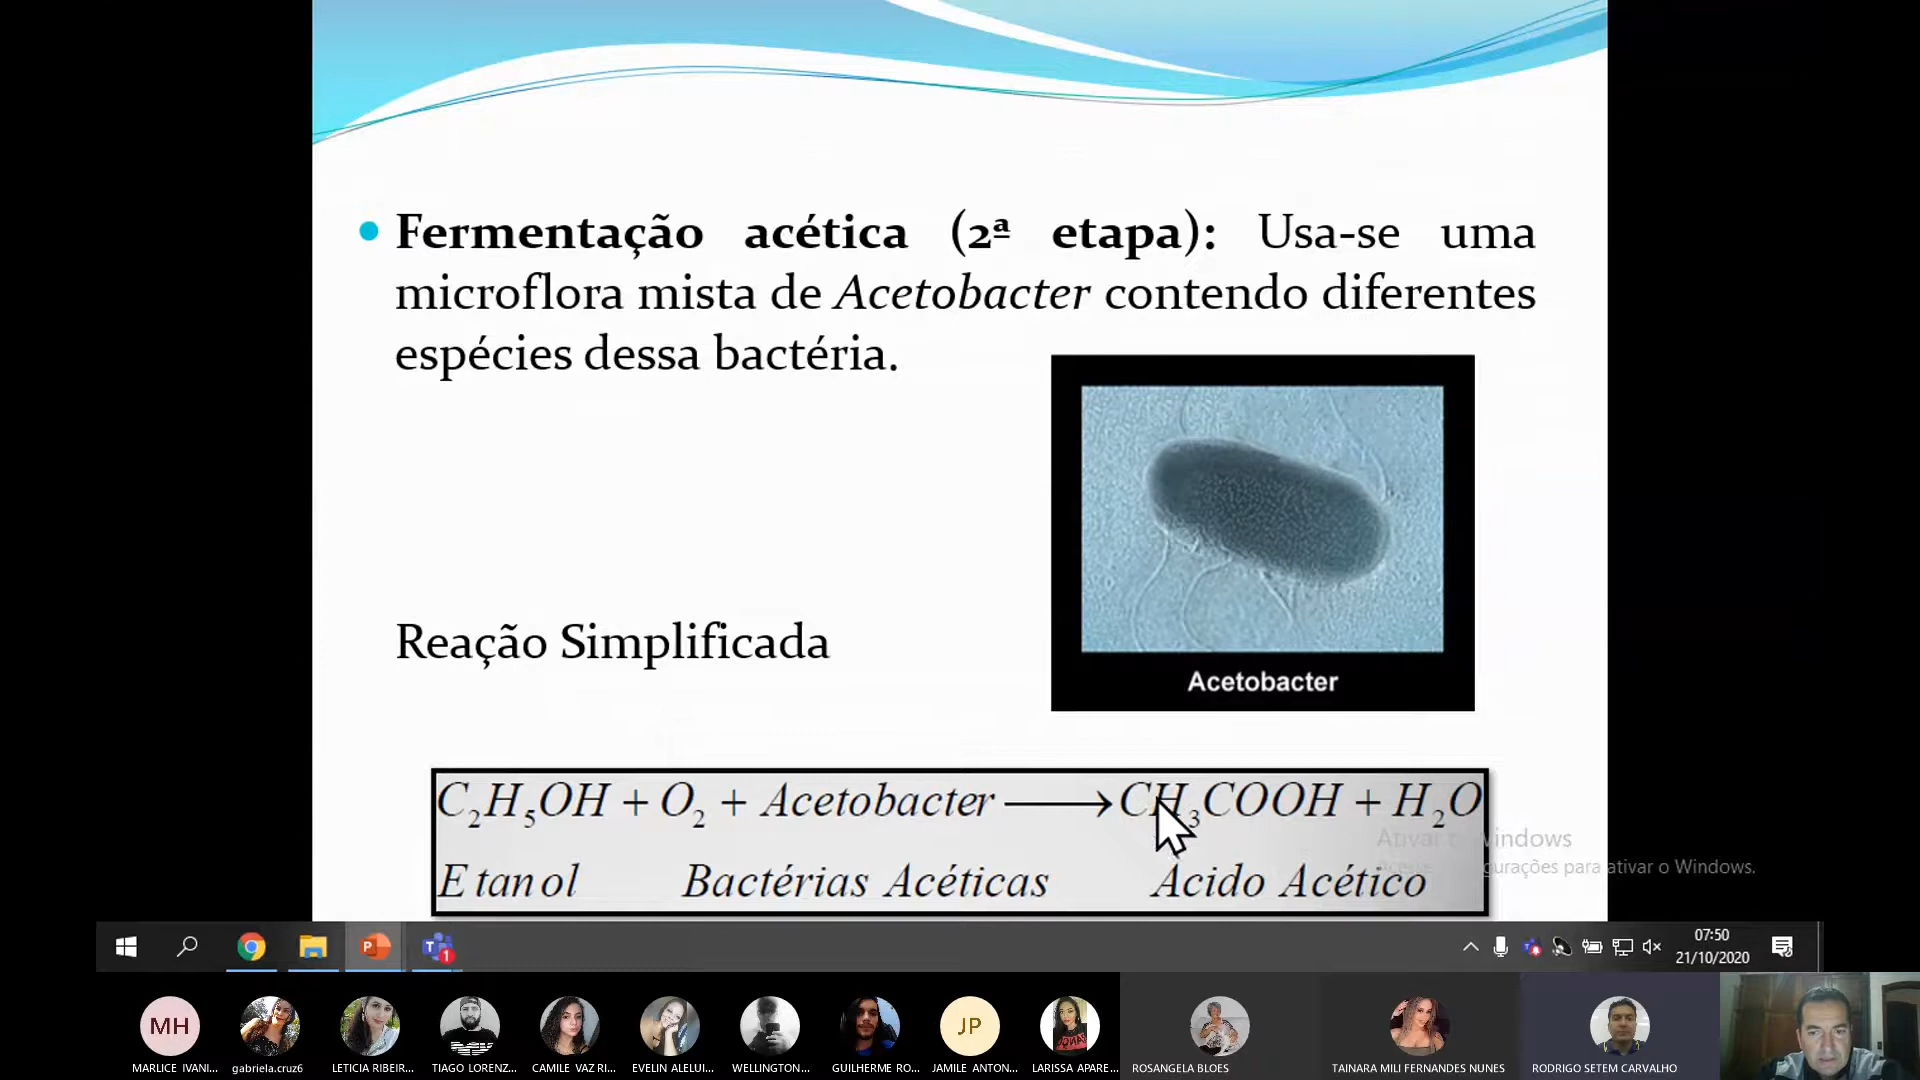 Fermentação acética (2ª etapa): Usa-se uma
microflora mista de Acetobacter contendo diferentes
espécies dessa bactéria.
Acetobacter
Reação Simplificada
C₂H₅OH + O₂ + Acetobacter ⟶ CH₃COOH + H₂O
Etanol Bactérias Acéticas Acido Acético
07:50
21/10/2020
MH
JP
MARLICE IVANI...
gabriela.cruz6
LETICIA RIBEIR...
TIAGO LORENZ...
CAMILE VAZ RI...
EVELIN ALELUI...
WELLINGTON...
GUILHERME RO...
JAMILE ANTON...
LARISSA APARE...
ROSANGELA BLOES
TAINARA MILI FERNANDES NUNES
RODRIGO SETEM CARVALHO